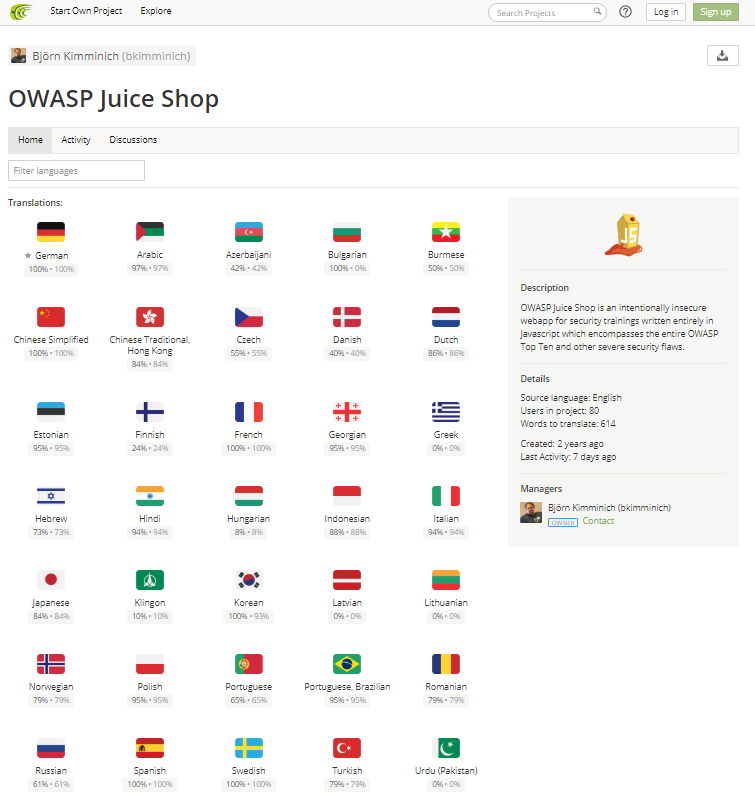 Start Own Project Explore Search Projects Log in Sign up
Björn Kimminich (bkimminich)
OWASP Juice Shop
Home Activity Discussions
Filter languages
Translations:
German Arabic Azerbaijani Bulgarian Burmese
100% • 100% 97% • 97% 42% • 42% 100% • 0% 50% • 50%
Chinese Simplified Chinese Traditional, Czech Danish Dutch
Hong Kong
100% • 100% 84% • 84% 55% • 55% 40% • 40% 86% • 86%
Estonian Finnish French Georgian Greek
95% • 95% 24% • 24% 100% • 100% 95% • 95% 0% • 0%
Hebrew Hindi Hungarian Indonesian Italian
73% • 73% 94% • 94% 8% • 8% 88% • 88% 94% • 94%
Japanese Klingon Korean Latvian Lithuanian
84% • 84% 10% • 10% 100% • 93% 0% • 0% 0% • 0%
Norwegian Polish Portuguese Portuguese, Brazilian Romanian
79% • 79% 95% • 95% 65% • 65% 95% • 95% 79% • 79%
Russian Spanish Swedish Turkish Urdu (Pakistan)
61% • 61% 100% • 100% 100% • 100% 79% • 79% 0% • 0%
JS
Description
OWASP Juice Shop is an intentionally insecure
webapp for security trainings written entirely in
Javascript which encompasses the entire OWASP
Top Ten and other severe security flaws.
Details
Source language: English
Users in project: 80
Words to translate: 614
Created: 2 years ago
Last Activity: 7 days ago
Managers
Björn Kimminich (bkimminich)
OWNER Contact